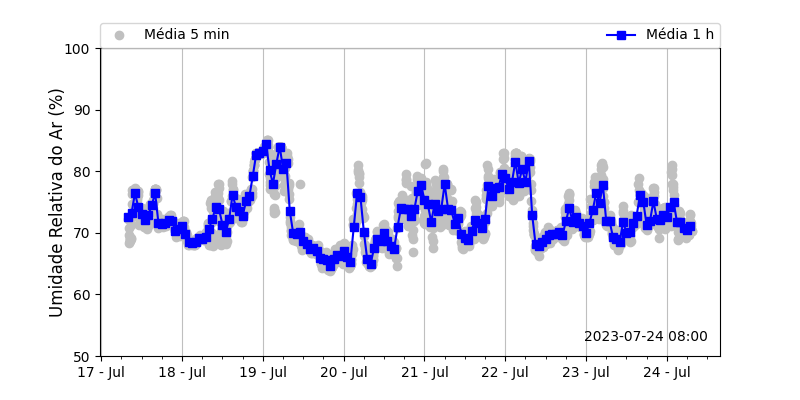 Média 5 min
Média 1 h
Umidade Relativa do Ar (%)
100
90
80
70
60
50
2023-07-24 08:00
17 - Jul
18 - Jul
19 - Jul
20 - Jul
21 - Jul
22 - Jul
23 - Jul
24 - Jul